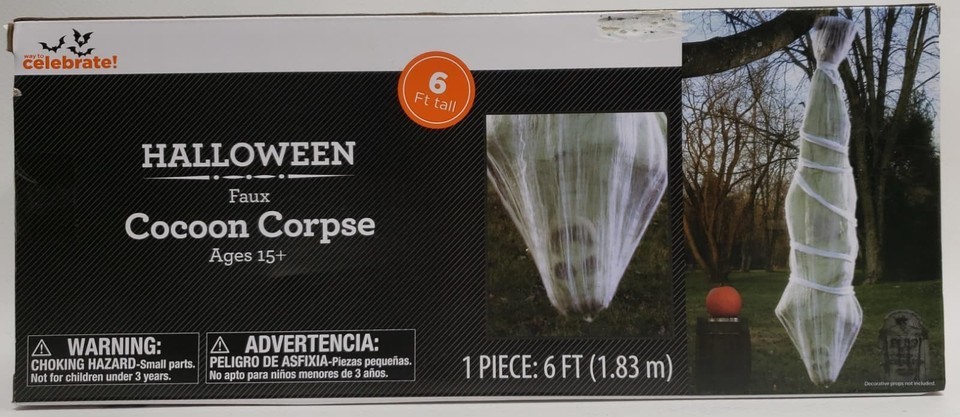 way to
celebrate!
6
Ft tall
HALLOWEEN
Faux
Cocoon Corpse
Ages 15+
WARNING:
CHOKING HAZARD-Small parts.
Not for children under 3 years.
ADVERTENCIA:
PELIGRO DE ASFIXIA-Piezas pequeñas.
No apto para niños menores de 3 años.
1 PIECE: 6 FT (1.83 m)
Decorative props not included.